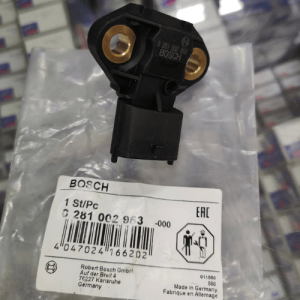 BOSCH
BOSCH
1 St/Pc
0 281 002 963 -000
EAC
4 047024 166202
Robert Bosch GmbH
Auf der Breit 4
76227 Karlsruhe
Germany
Made in Germany
Fabriqué en Allemagne